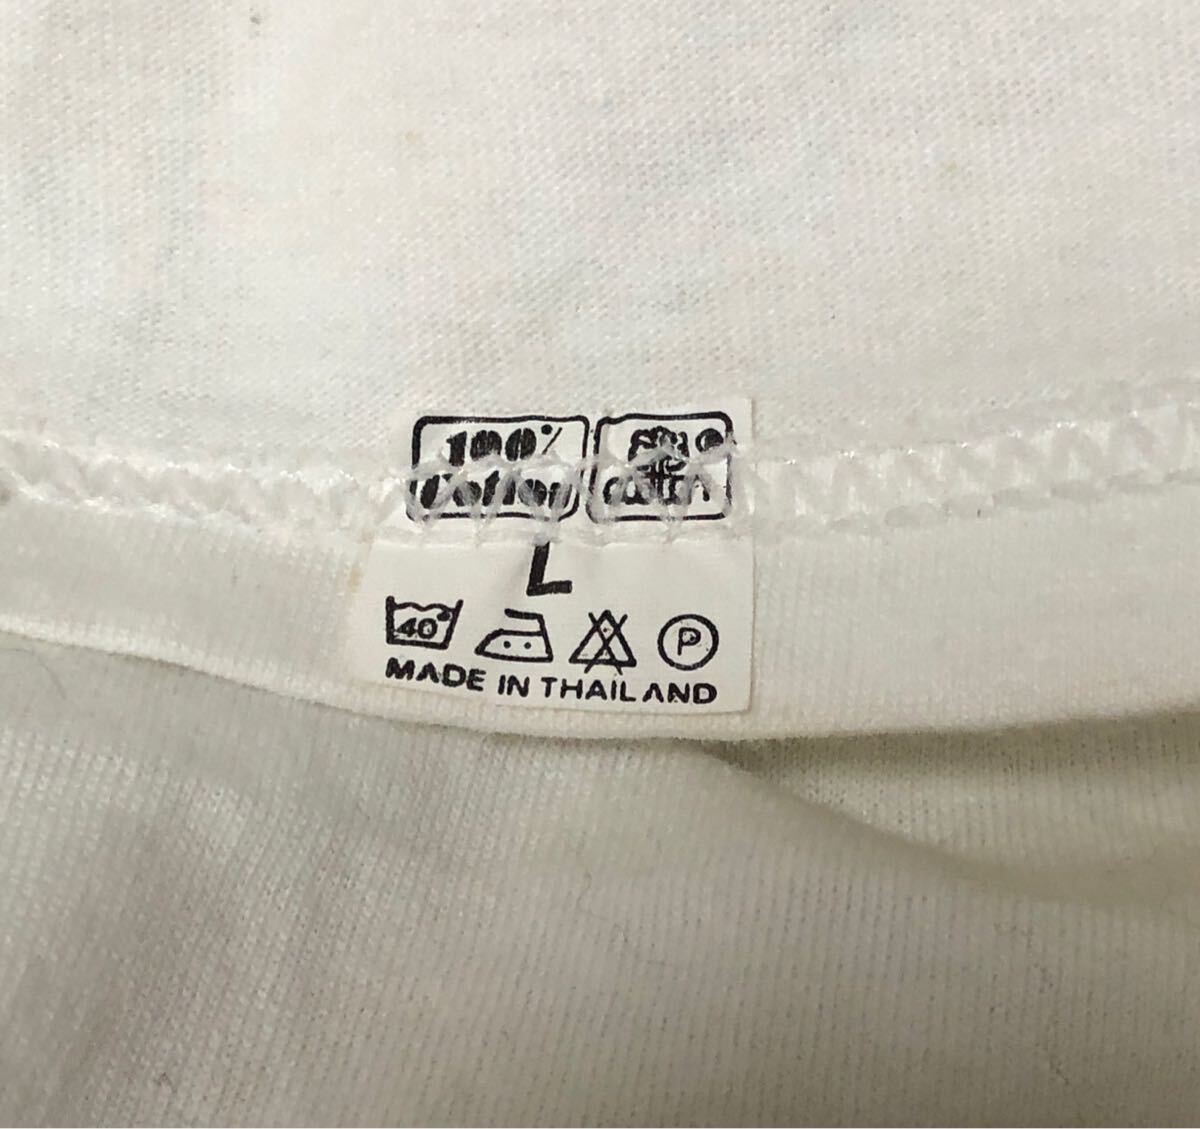 100%
Cotton
L
40° P
MADE IN THAILAND